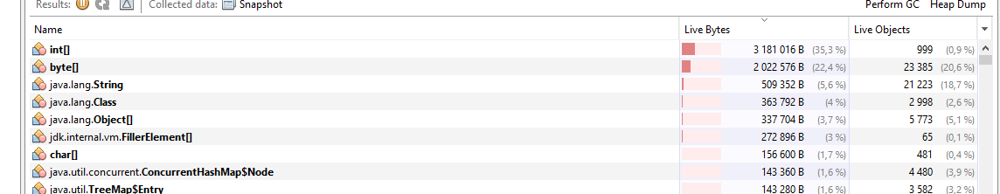 Results: Collected data: Snapshot Perform GC Heap Dump
Name Live Bytes Live Objects
int[] 3 181 016 B (35,3 %) 999 (0,9 %)
byte[] 2 022 576 B (22,4 %) 23 385 (20,6 %)
java.lang.String 509 352 B (5,6 %) 21 223 (18,7 %)
java.lang.Class 363 792 B (4 %) 2 998 (2,6 %)
java.lang.Object[] 337 704 B (3,7 %) 5 773 (5,1 %)
jdk.internal.vm.FillerElement[] 272 896 B (3 %) 65 (0,1 %)
char[] 156 600 B (1,7 %) 481 (0,4 %)
java.util.concurrent.ConcurrentHashMap$Node 143 360 B (1,6 %) 4 480 (3,9 %)
java.util.TreeMap$Entry 143 280 B (1,6 %) 3 582 (3,2 %)